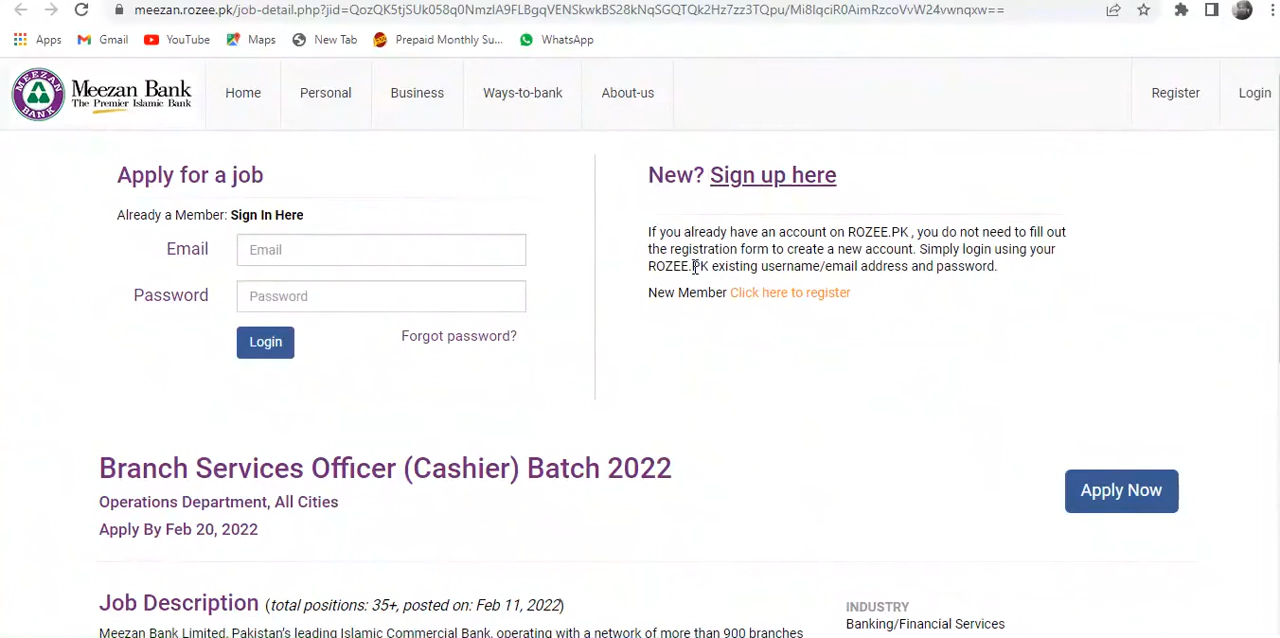 meezan.rozee.pk/job-detail.php?jid=QozQK5tjSUk058q0NmzIA9FLBgqVENSkwkBS28kNqSGQTQk2Hz7zz3TQpu/Mi8IqciR0AimRzcoVvW24vwnqxw==
Apps Gmail YouTube Maps New Tab Prepaid Monthly Su... WhatsApp
MEEZAN BANK
Meezan Bank
The Premier Islamic Bank
Home Personal Business Ways-to-bank About-us Register Login
Apply for a job
Already a Member: Sign In Here
Email Email
Password Password
Login Forgot password?
New? Sign up here
If you already have an account on ROZEE.PK , you do not need to fill out
the registration form to create a new account. Simply login using your
ROZEE.PK existing username/email address and password.
New Member Click here to register
Branch Services Officer (Cashier) Batch 2022
Operations Department, All Cities
Apply By Feb 20, 2022
Apply Now
Job Description (total positions: 35+, posted on: Feb 11, 2022)
Meezan Bank Limited, Pakistan's leading Islamic Commercial Bank, operating with a network of more than 900 branches
INDUSTRY
Banking/Financial Services